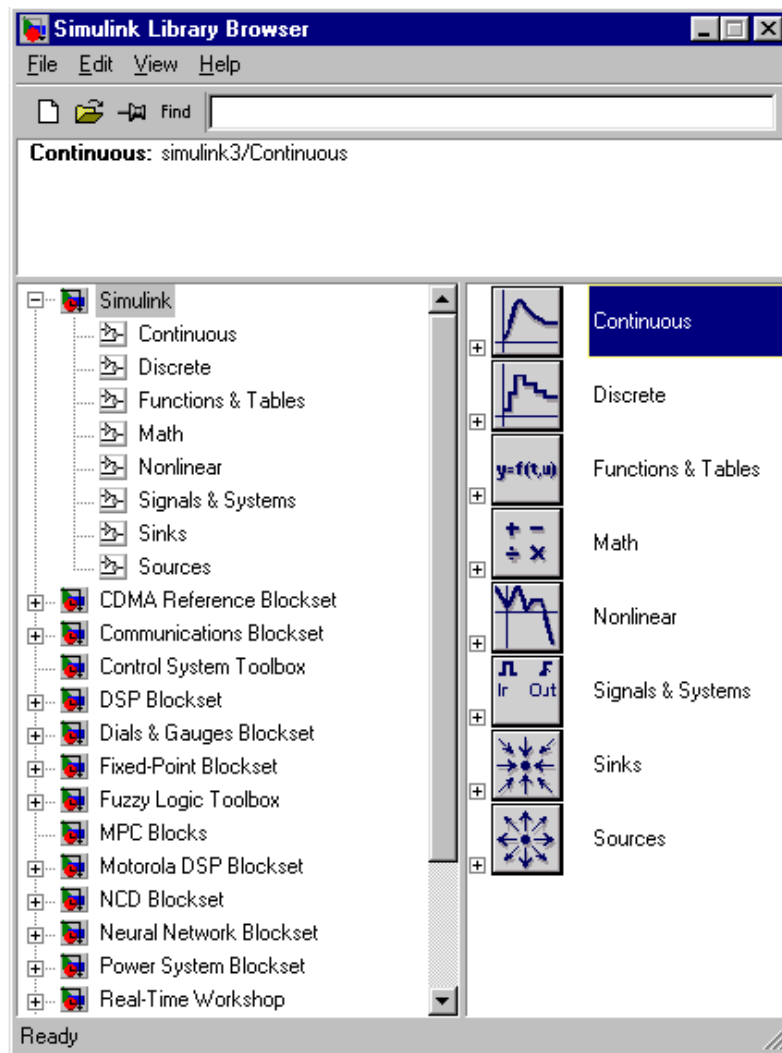 Simulink Library Browser
File Edit View Help
Find
Continuous: simulink3/Continuous
Simulink
Continuous
Discrete
Functions & Tables
Math
Nonlinear
Signals & Systems
Sinks
Sources
CDMA Reference Blockset
Communications Blockset
Control System Toolbox
DSP Blockset
Dials & Gauges Blockset
Fixed-Point Blockset
Fuzzy Logic Toolbox
MPC Blocks
Motorola DSP Blockset
NCD Blockset
Neural Network Blockset
Power System Blockset
Real-Time Workshop
Continuous
Discrete
y=f(t,u) Functions & Tables
+ −
÷ × Math
Nonlinear
In Out Signals & Systems
Sinks
Sources
Ready